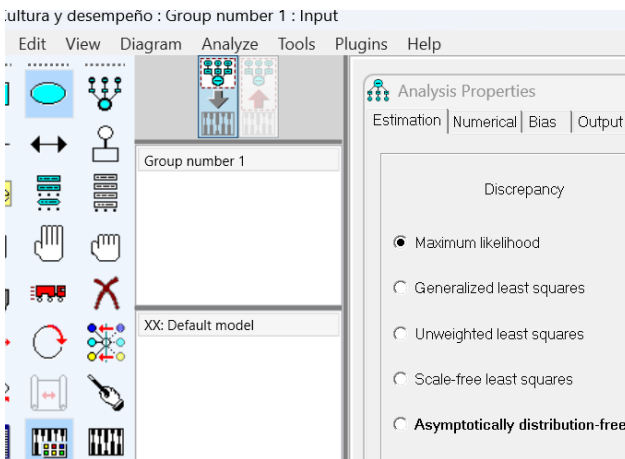 Cultura y desempeño : Group number 1 : Input
Edit View Diagram Analyze Tools Plugins Help
Analysis Properties
Estimation Numerical Bias Output
Group number 1
Discrepancy
Maximum likelihood
Generalized least squares
XX: Default model
Unweighted least squares
Scale-free least squares
Asymptotically distribution-free